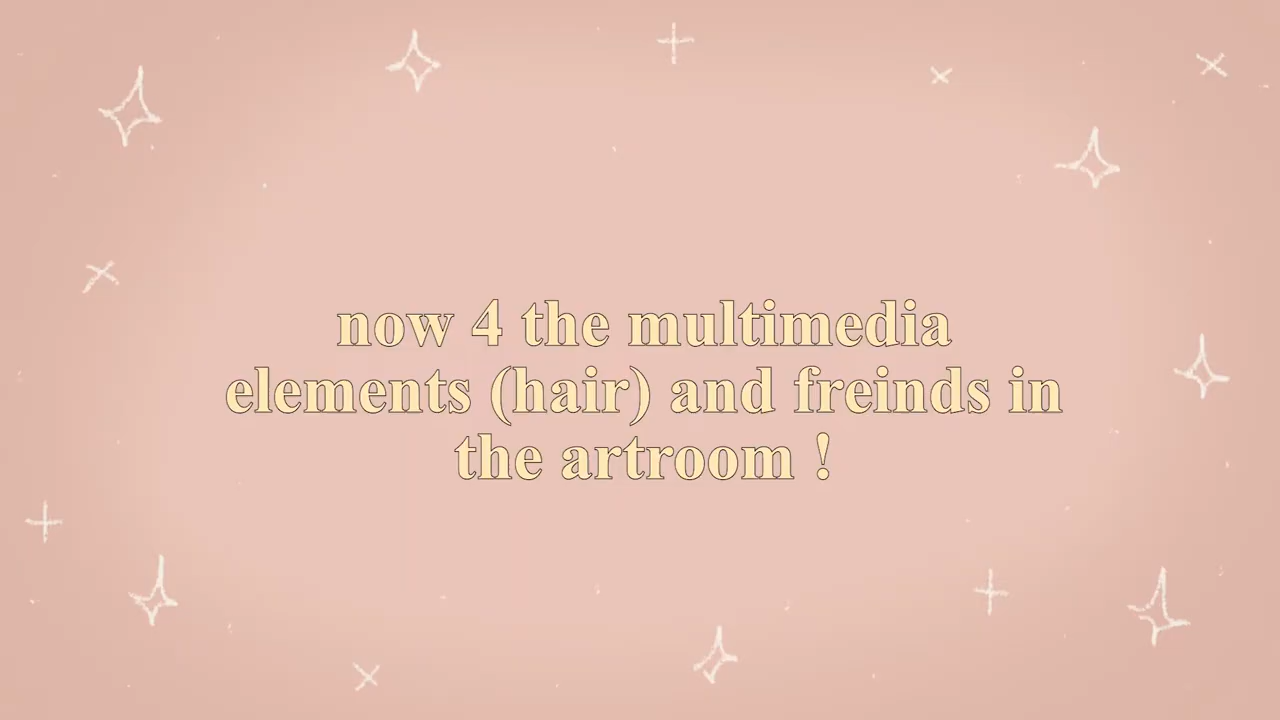 now 4 the multimedia
elements (hair) and freinds in
the artroom !